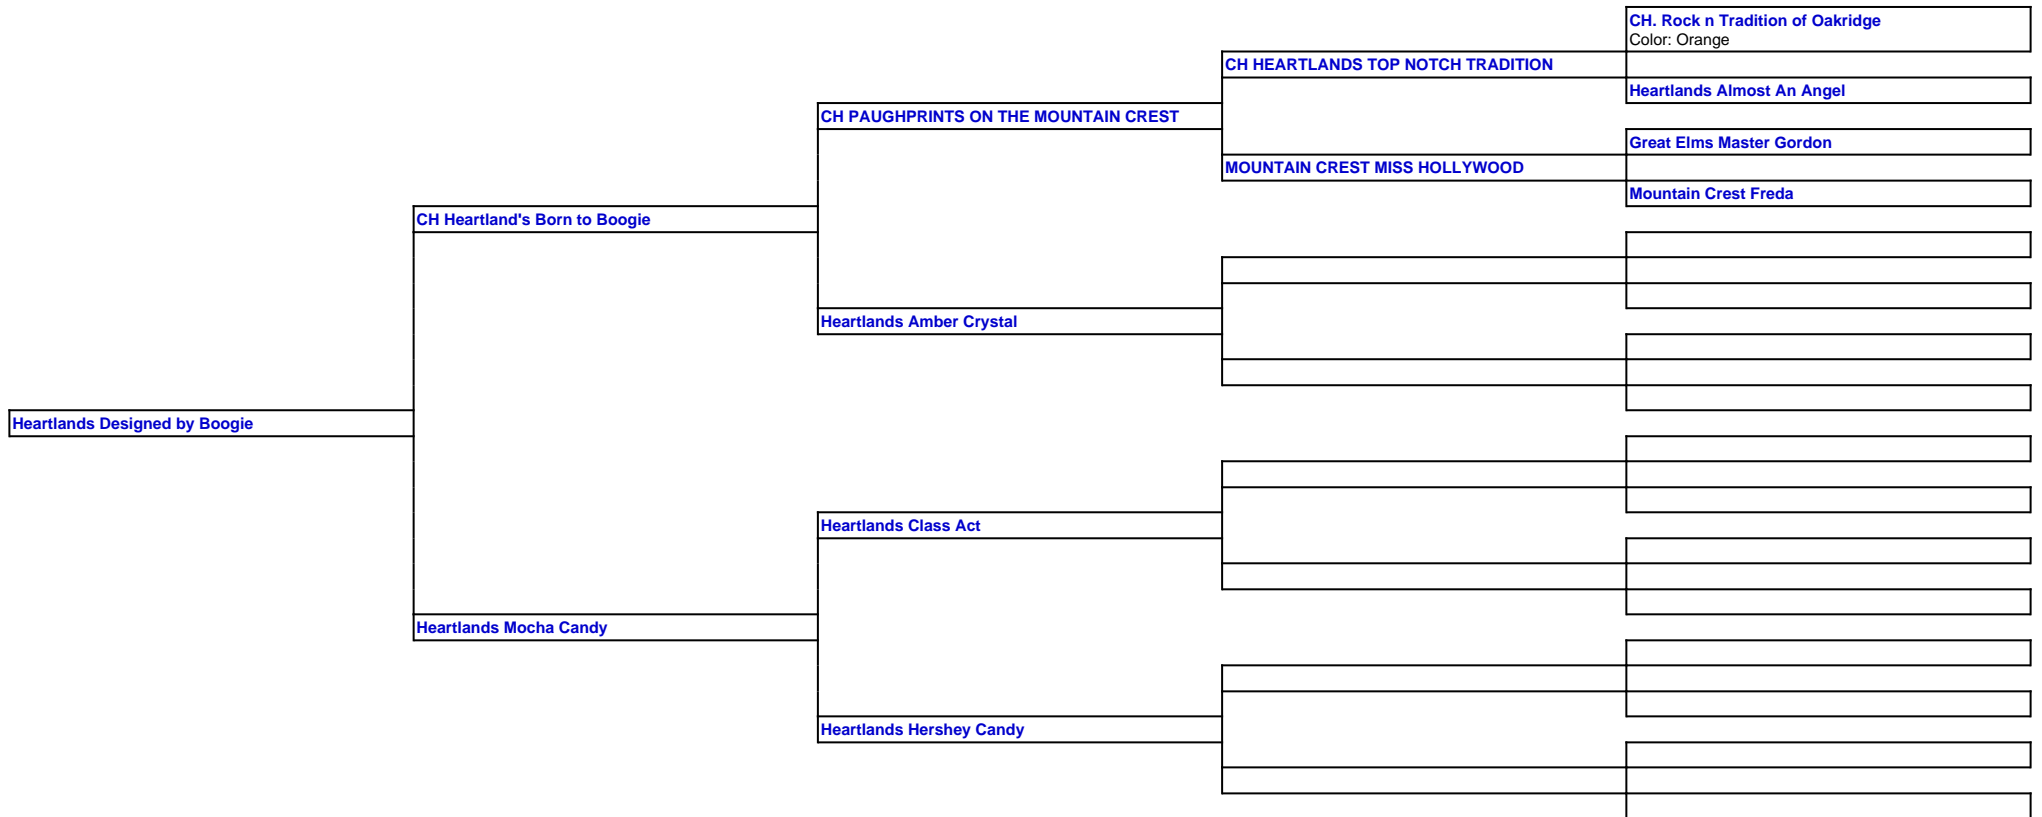 CH. Rock n Tradition of Oakridge
Color: Orange
CH HEARTLANDS TOP NOTCH TRADITION
Heartlands Almost An Angel
CH PAUGHPRINTS ON THE MOUNTAIN CREST
Great Elms Master Gordon
MOUNTAIN CREST MISS HOLLYWOOD
Mountain Crest Freda
CH Heartland's Born to Boogie
Heartlands Amber Crystal
Heartlands Designed by Boogie
Heartlands Class Act
Heartlands Mocha Candy
Heartlands Hershey Candy